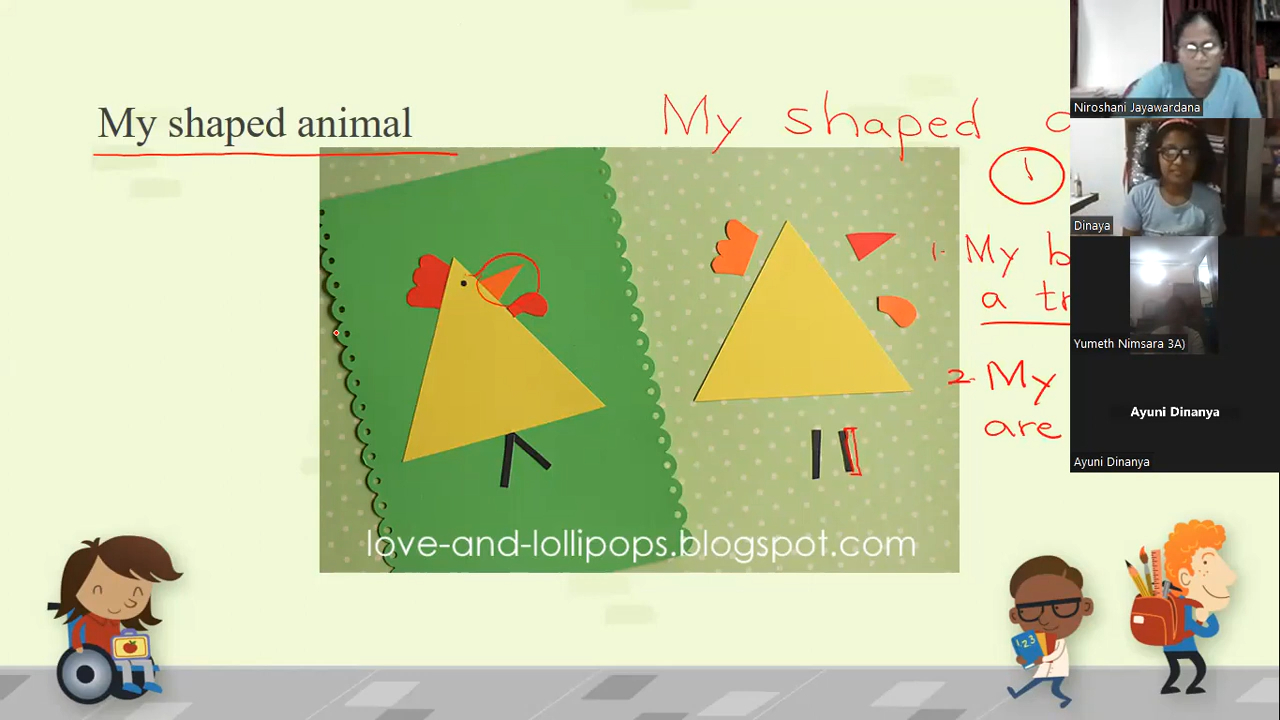 My shaped animal
My shaped
1
1. My
a
2. My
are
love-and-lollipops.blogspot.com
Niroshani Jayawardana
Dinaya
Yumeth Nimsara 3A)
Ayuni Dinanya
Ayuni Dinanya
123